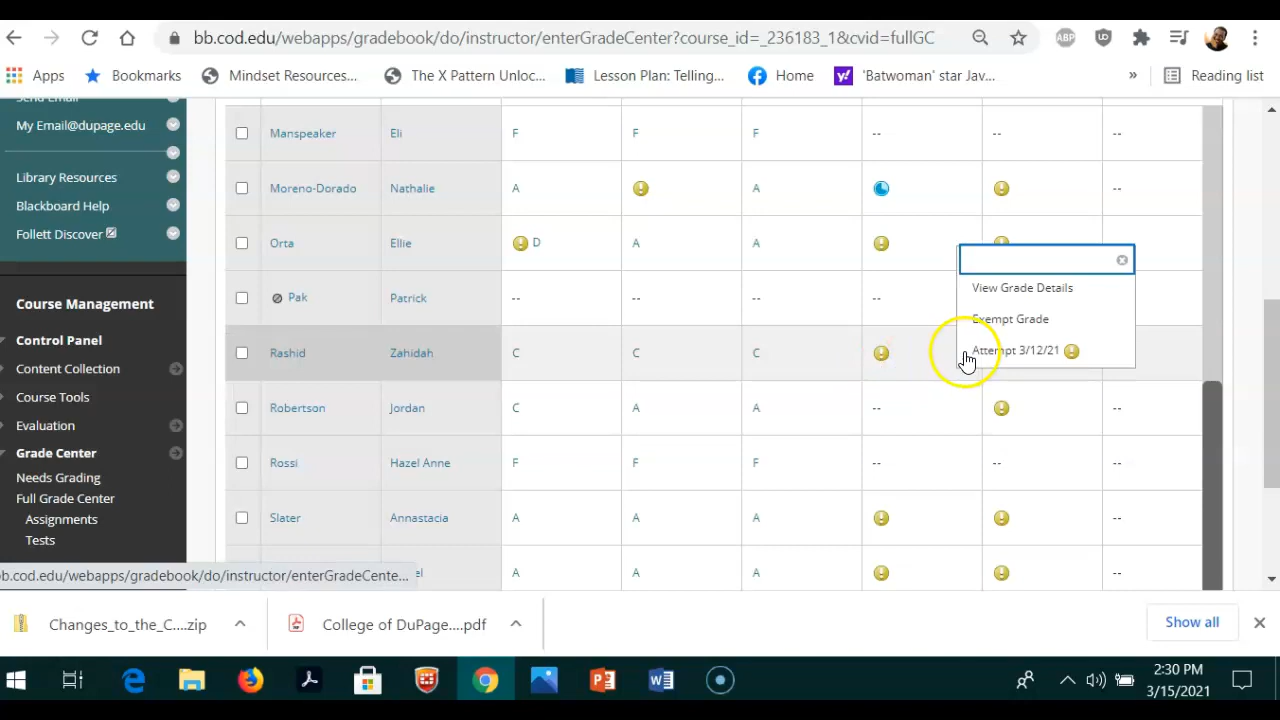 bb.cod.edu/webapps/gradebook/do/instructor/enterGradeCenter?course_id=_236183_1&cvid=fullGC
ABP
Apps
Bookmarks
Mindset Resources...
The X Pattern Unloc...
Lesson Plan: Telling...
Home
'Batwoman' star Jav...
»
Reading list
Send Email
My Email@dupage.edu
Library Resources
Blackboard Help
Follett Discover
Course Management
Control Panel
Content Collection
Course Tools
Evaluation
Grade Center
Needs Grading
Full Grade Center
Assignments
Tests
Manspeaker Eli F F F -- -- --
Moreno-Dorado Nathalie A A --
Orta Ellie D A A
Pak Patrick -- -- -- --
Rashid Zahidah C C C
Robertson Jordan C A A -- --
Rossi Hazel Anne F F F -- -- --
Slater Annastacia A A A --
el A A A --
View Grade Details
Exempt Grade
Attempt 3/12/21
b.cod.edu/webapps/gradebook/do/instructor/enterGradeCente...
Changes_to_the_C....zip
College of DuPage....pdf
Show all
2:30 PM
3/15/2021